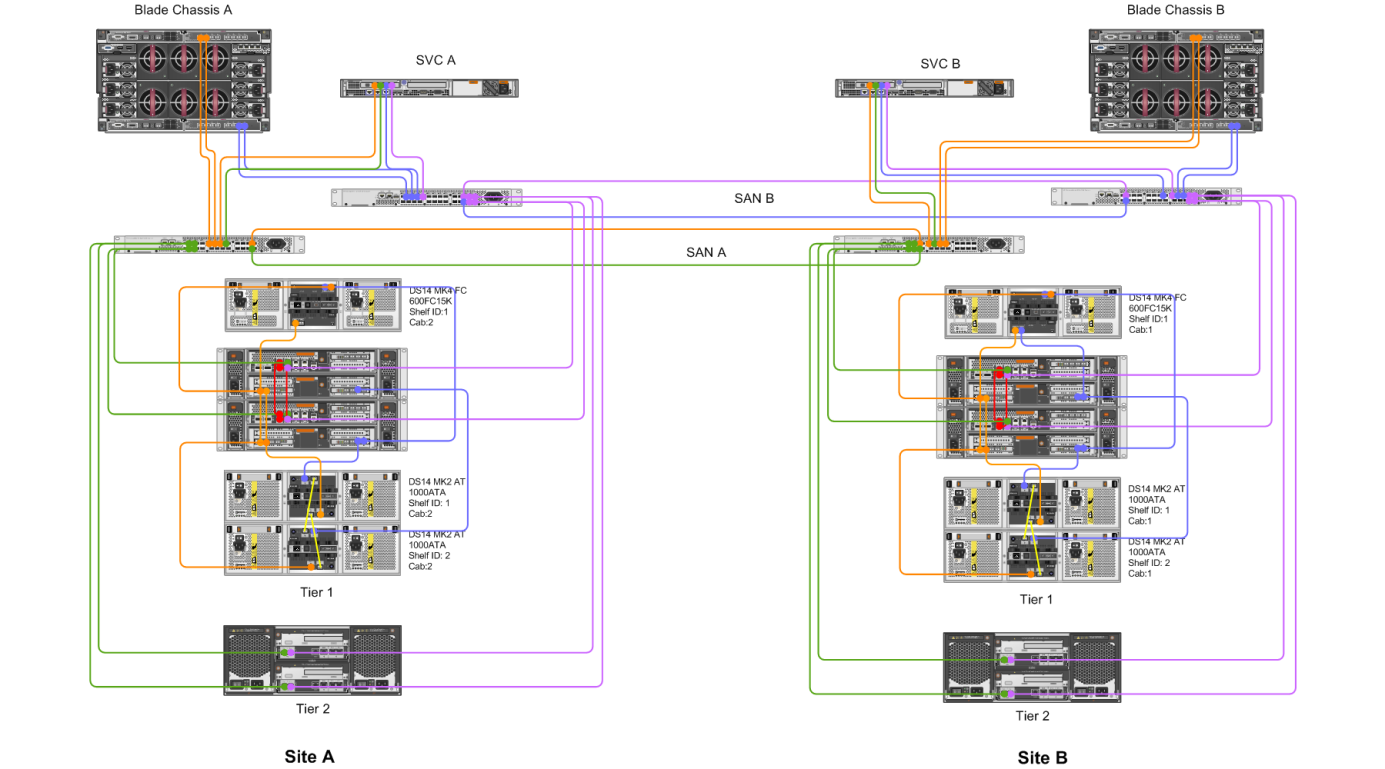 Blade Chassis A
Blade Chassis B
SVC A
SVC B
SAN B
SAN A
DS14 MK4 FC
600FC15K
Shelf ID:1
Cab:2
DS14 MK4 FC
600FC15K
Shelf ID:1
Cab:1
DS14 MK2 AT
1000ATA
Shelf ID: 1
Cab:2
DS14 MK2 AT
1000ATA
Shelf ID: 2
Cab:2
DS14 MK2 AT
1000ATA
Shelf ID: 1
Cab:1
DS14 MK2 AT
1000ATA
Shelf ID: 2
Cab:1
Tier 1
Tier 1
Tier 2
Tier 2
Site A
Site B